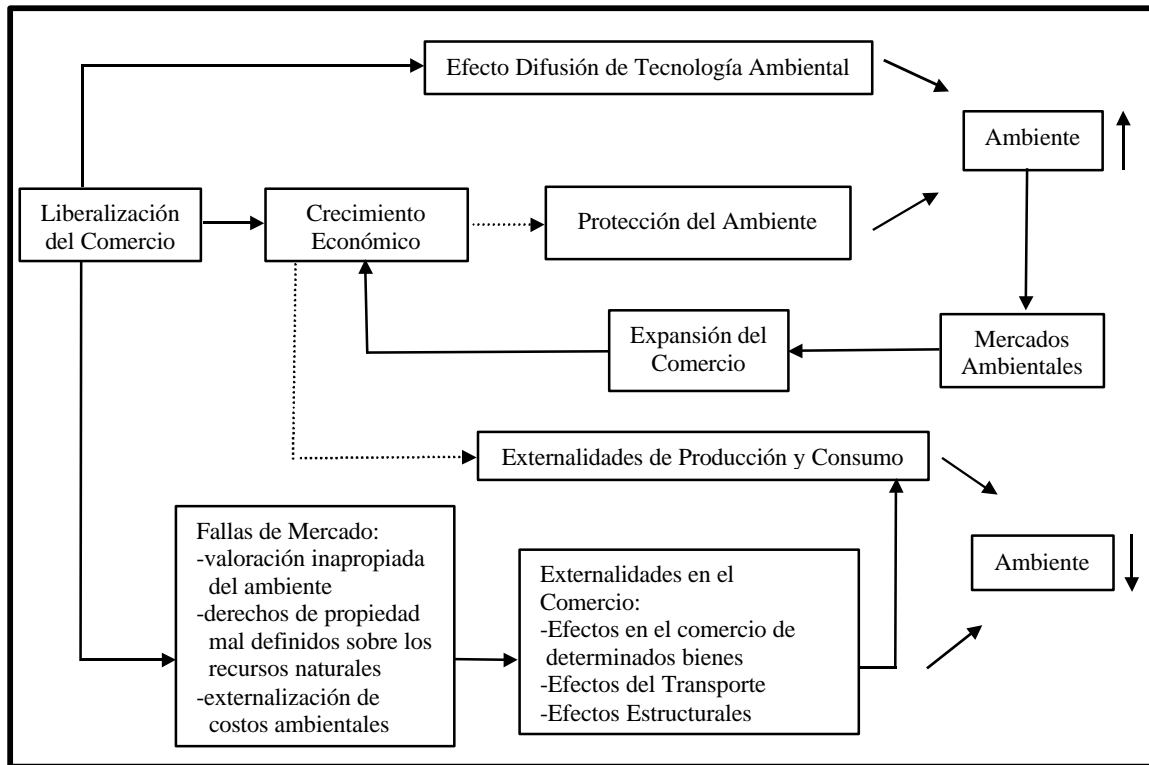 Efecto Difusión de Tecnología Ambiental
Ambiente
Liberalización
del Comercio
Crecimiento
Económico
Protección del Ambiente
Expansión del
Comercio
Mercados
Ambientales
Externalidades de Producción y Consumo
Fallas de Mercado:
-valoración inapropiada
del ambiente
-derechos de propiedad
mal definidos sobre los
recursos naturales
-externalización de
costos ambientales
Externalidades en el
Comercio:
-Efectos en el comercio de
determinados bienes
-Efectos del Transporte
-Efectos Estructurales
Ambiente